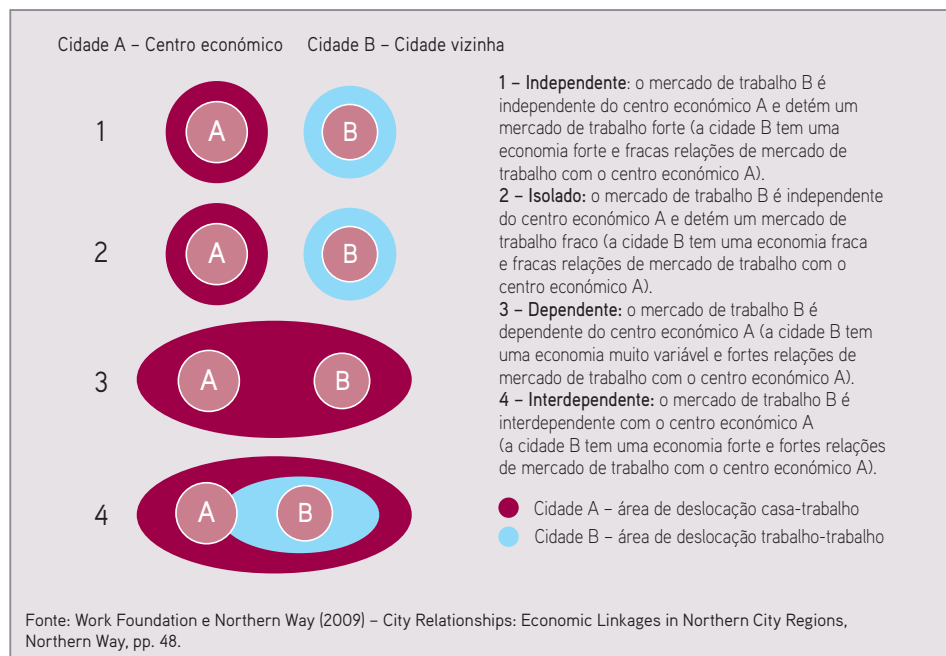 Cidade A – Centro económico
Cidade B – Cidade vizinha
1
A
B
2
A
B
3
A
B
4
A
B
1 – Independente: o mercado de trabalho B é
independente do centro económico A e detém um
mercado de trabalho forte (a cidade B tem uma
economia forte e fracas relações de mercado de
trabalho com o centro económico A).
2 – Isolado: o mercado de trabalho B é independente
do centro económico A e detém um mercado de
trabalho fraco (a cidade B tem uma economia fraca
e fracas relações de mercado de trabalho com o
centro económico A).
3 – Dependente: o mercado de trabalho B é
dependente do centro económico A (a cidade B tem
uma economia muito variável e fortes relações de
mercado de trabalho com o centro económico A).
4 – Interdependente: o mercado de trabalho B é
interdependente com o centro económico A
(a cidade B tem uma economia forte e fortes relações
de mercado de trabalho com o centro económico A).
Cidade A – área de deslocação casa-trabalho
Cidade B – área de deslocação trabalho-trabalho
Fonte: Work Foundation e Northern Way (2009) – City Relationships: Economic Linkages in Northern City Regions,
Northern Way, pp. 48.